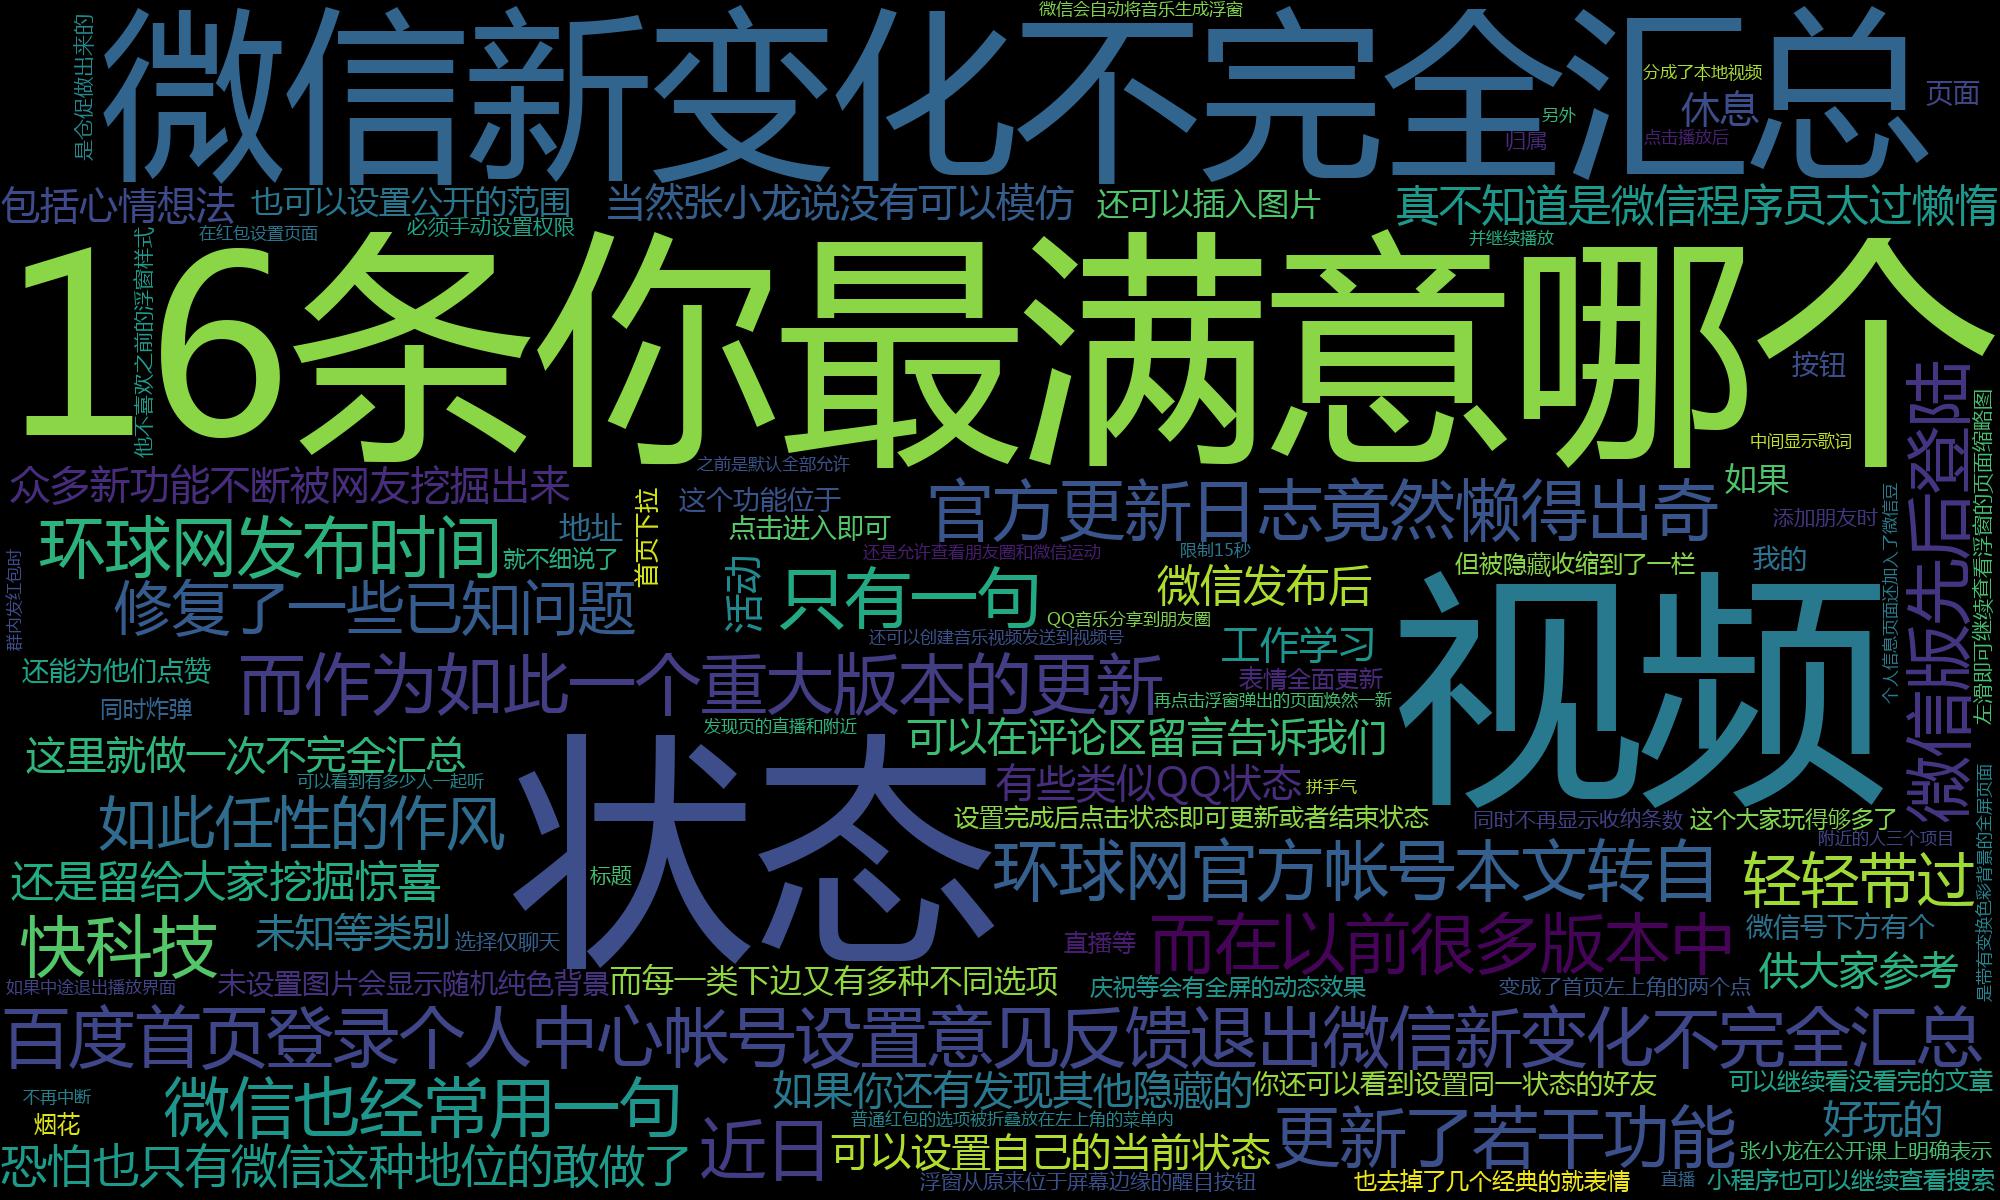 微信会自动将音乐生成浮窗
是仓促做出来的
微信新变化不完全汇总
分成了本地视频
休息
页面
另外
归属
点击播放后
包括心情想法
也可以设置公开的范围
当然张小龙说没有可以模仿
还可以插入图片
真不知道是微信程序员太过懒惰
在红包设置页面
必须手动设置权限
并继续播放
他不喜欢之前的浮窗样式
16条你最满意哪个
按钮
中间显示歌词
微信版先后登陆
左滑即可继续查看浮窗的页面缩略图
众多新功能不断被网友挖掘出来
之前是默认全部允许
首页下拉
这个功能位于
官方更新日志竟然懒得出奇
如果
个人信息页面还加入了微信豆
环球网发布时间
地址
点击进入即可
添加朋友时
就不细说了
还是允许查看朋友圈和微信运动
限制15秒
但被隐藏收缩到了一栏
我的
群内发红包时
修复了一些已知问题
活动
只有一句
微信发布后
视频
QQ音乐分享到朋友圈
还可以创建音乐视频发送到视频号
工作学习
还能为他们点赞
而作为如此一个重大版本的更新
表情全面更新
再点击浮窗弹出的页面焕然一新
同时炸弹
发现页的直播和附近
可以在评论区留言告诉我们
这里就做一次不完全汇总
状态
可以看到有多少人一起听
有些类似QQ状态
拼手气
是带有变换色彩背景的全屏页面
如此任性的作风
设置完成后点击状态即可更新或者结束状态
同时不再显示收纳条数
这个大家玩得够多了
附近的人三个项目
还是留给大家挖掘惊喜
标题
环球网官方帐号本文转自
轻轻带过
快科技
未知等类别
选择仅聊天
直播等
而在以前很多版本中
微信号下方有个
如果中途退出播放界面
未设置图片会显示随机纯色背景
而每一类下边又有多种不同选项
庆祝等会有全屏的动态效果
变成了首页左上角的两个点
供大家参考
百度首页登录个人中心帐号设置意见反馈退出微信新变化不完全汇总
不再中断
微信也经常用一句
如果你还有发现其他隐藏的
你还可以看到设置同一状态的好友
可以继续看没看完的文章
烟花
普通红包的选项被折叠放在左上角的菜单内
更新了若干功能
好玩的
恐怕也只有微信这种地位的敢做了
近日
可以设置自己的当前状态
张小龙在公开课上明确表示
浮窗从原来位于屏幕边缘的醒目按钮
也去掉了几个经典的就表情
直播
小程序也可以继续查看搜索